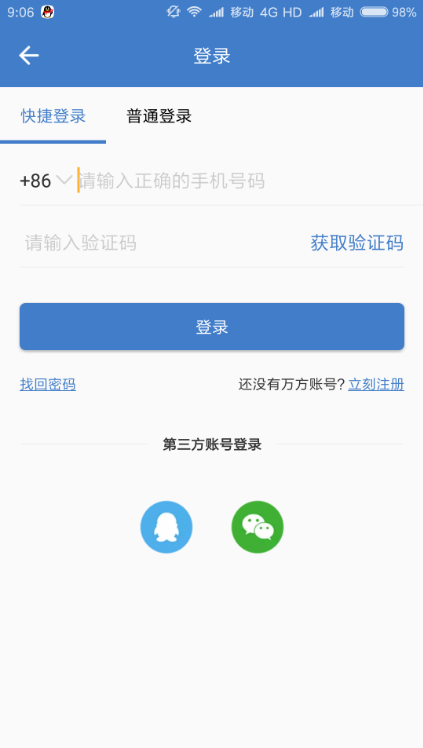 9:06 移动 4G HD 移动 98%
登录
快捷登录 普通登录
+86 请输入正确的手机号码
请输入验证码 获取验证码
登录
找回密码 还没有万方账号? 立刻注册
第三方账号登录